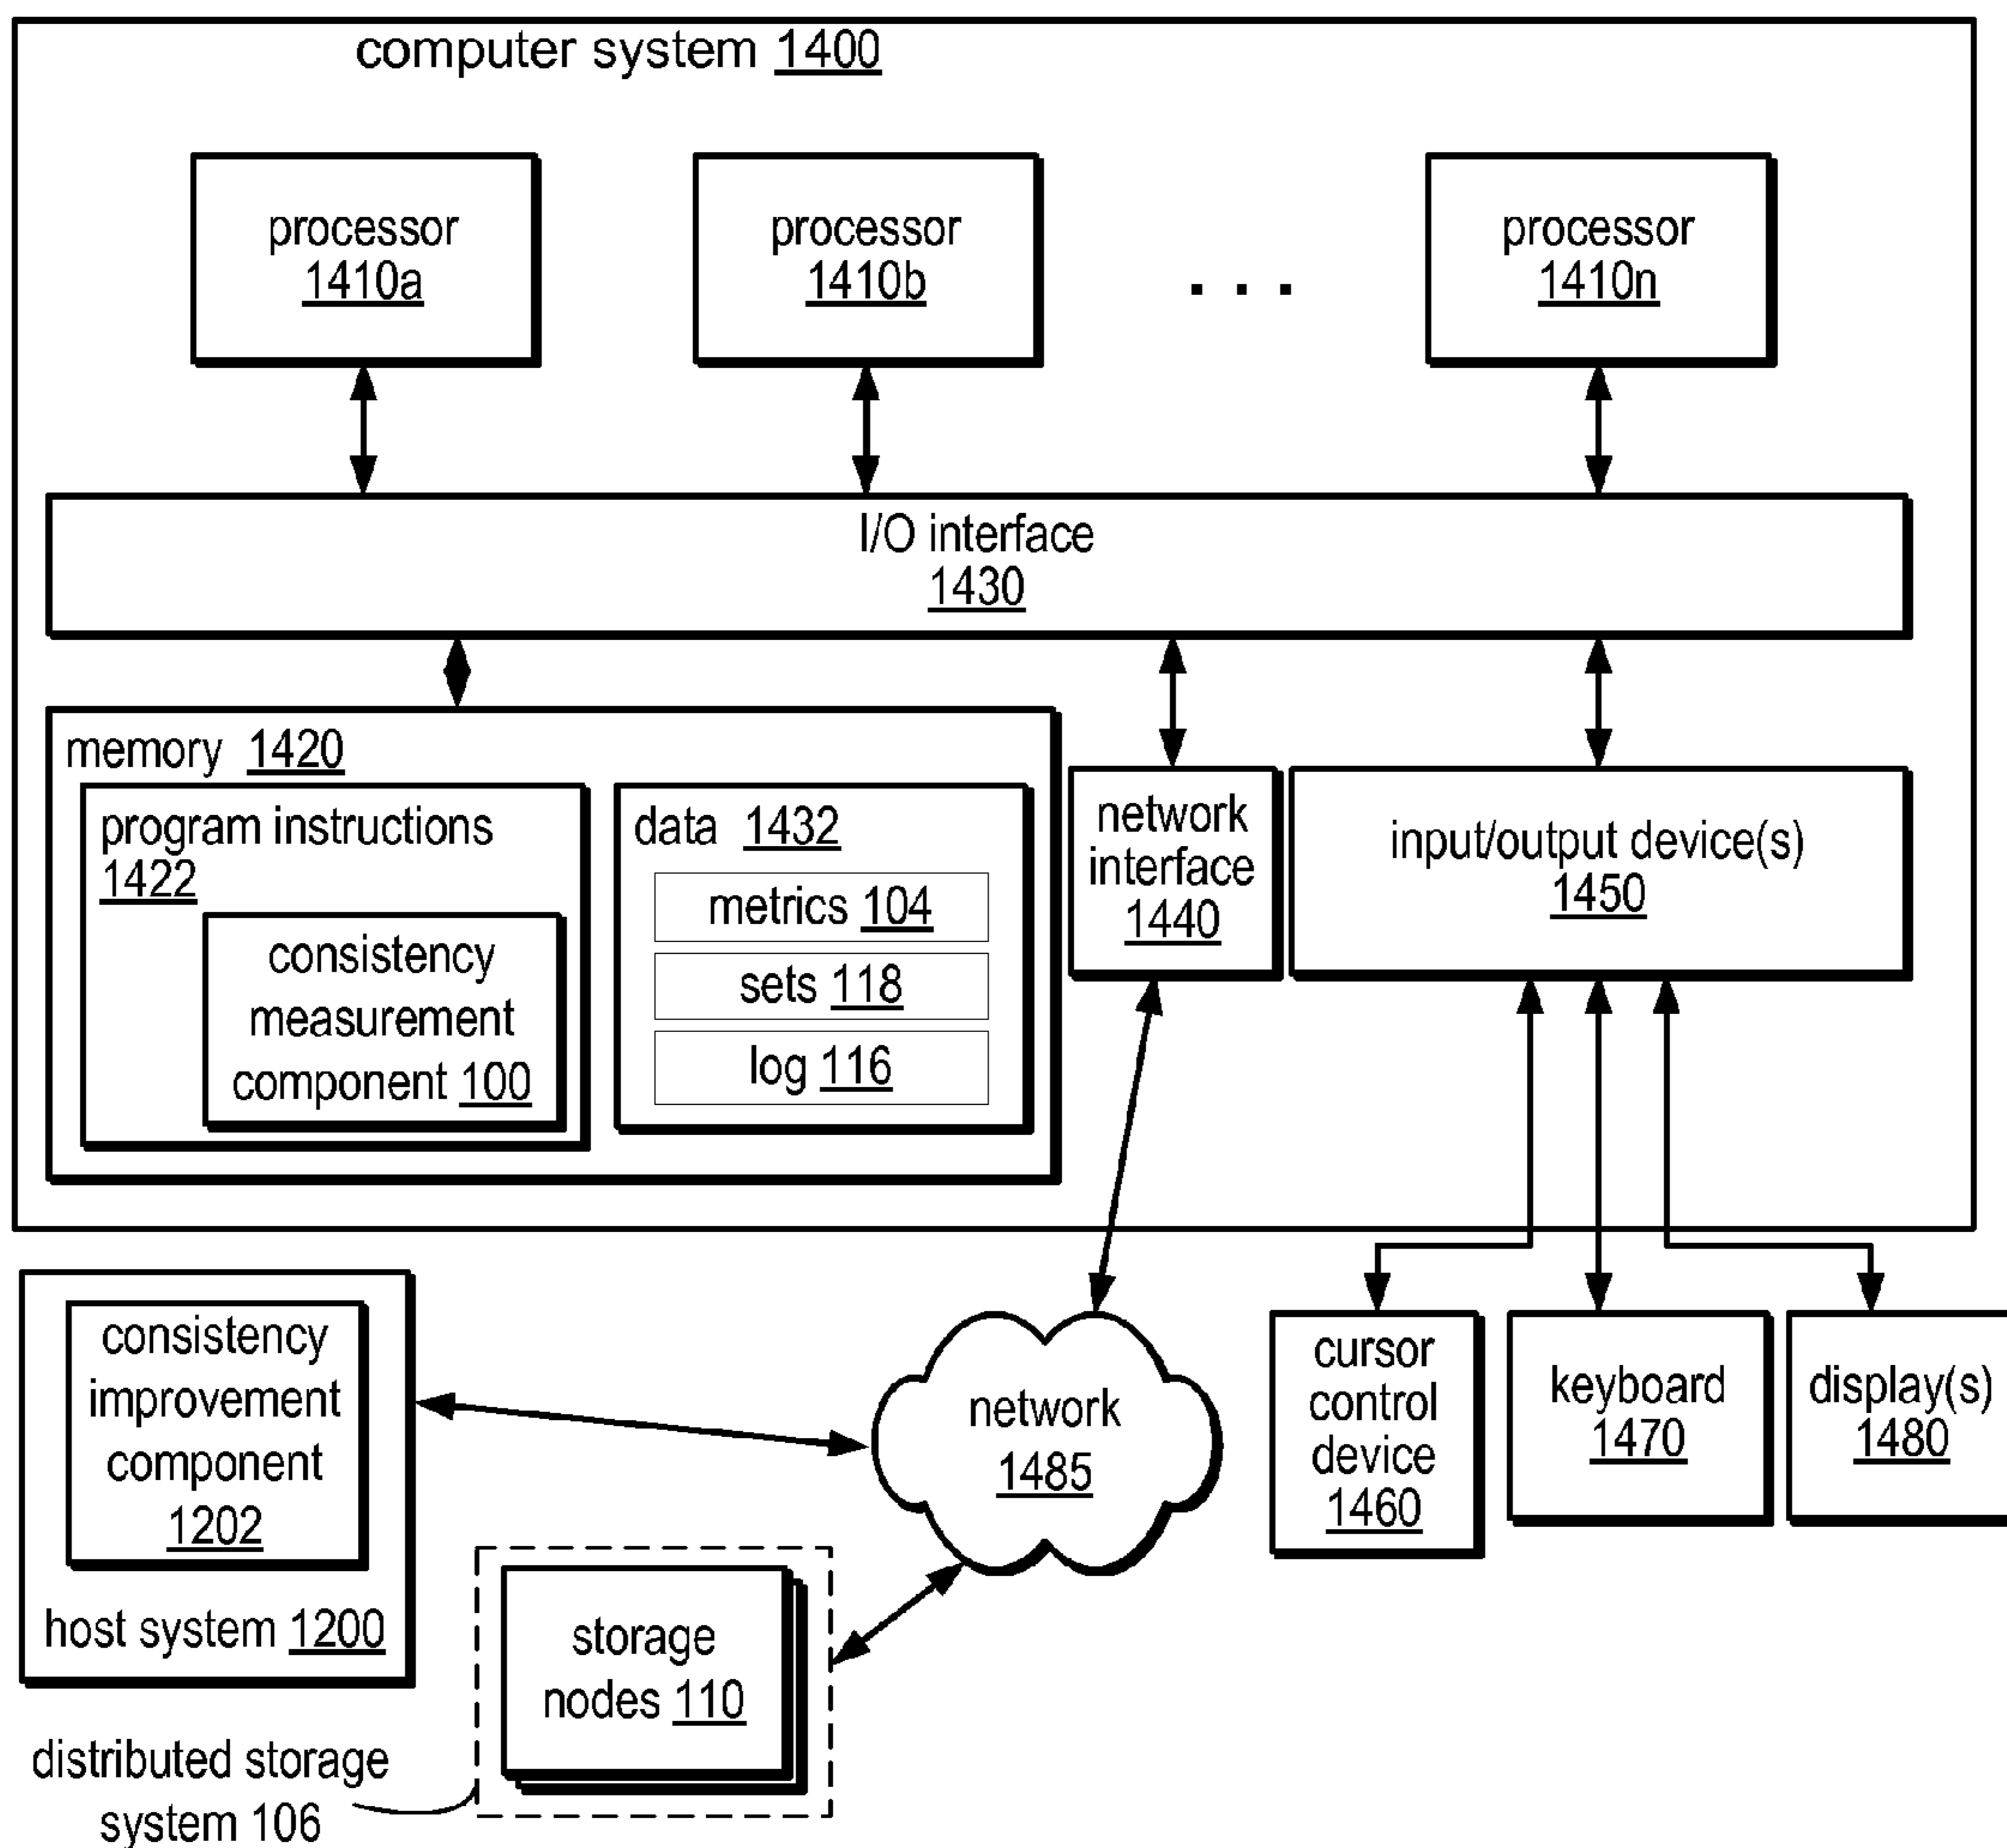 computer system 1400
processor
1410a
processor
1410b
. . .
processor
1410n
I/O interface
1430
memory 1420
program instructions
1422
consistency
measurement
component 100
data 1432
metrics 104
sets 118
log 116
network
interface
1440
input/output device(s)
1450
consistency
improvement
component
1202
host system 1200
network
1485
cursor
control
device
1460
keyboard
1470
display(s)
1480
storage
nodes 110
distributed storage
system 106